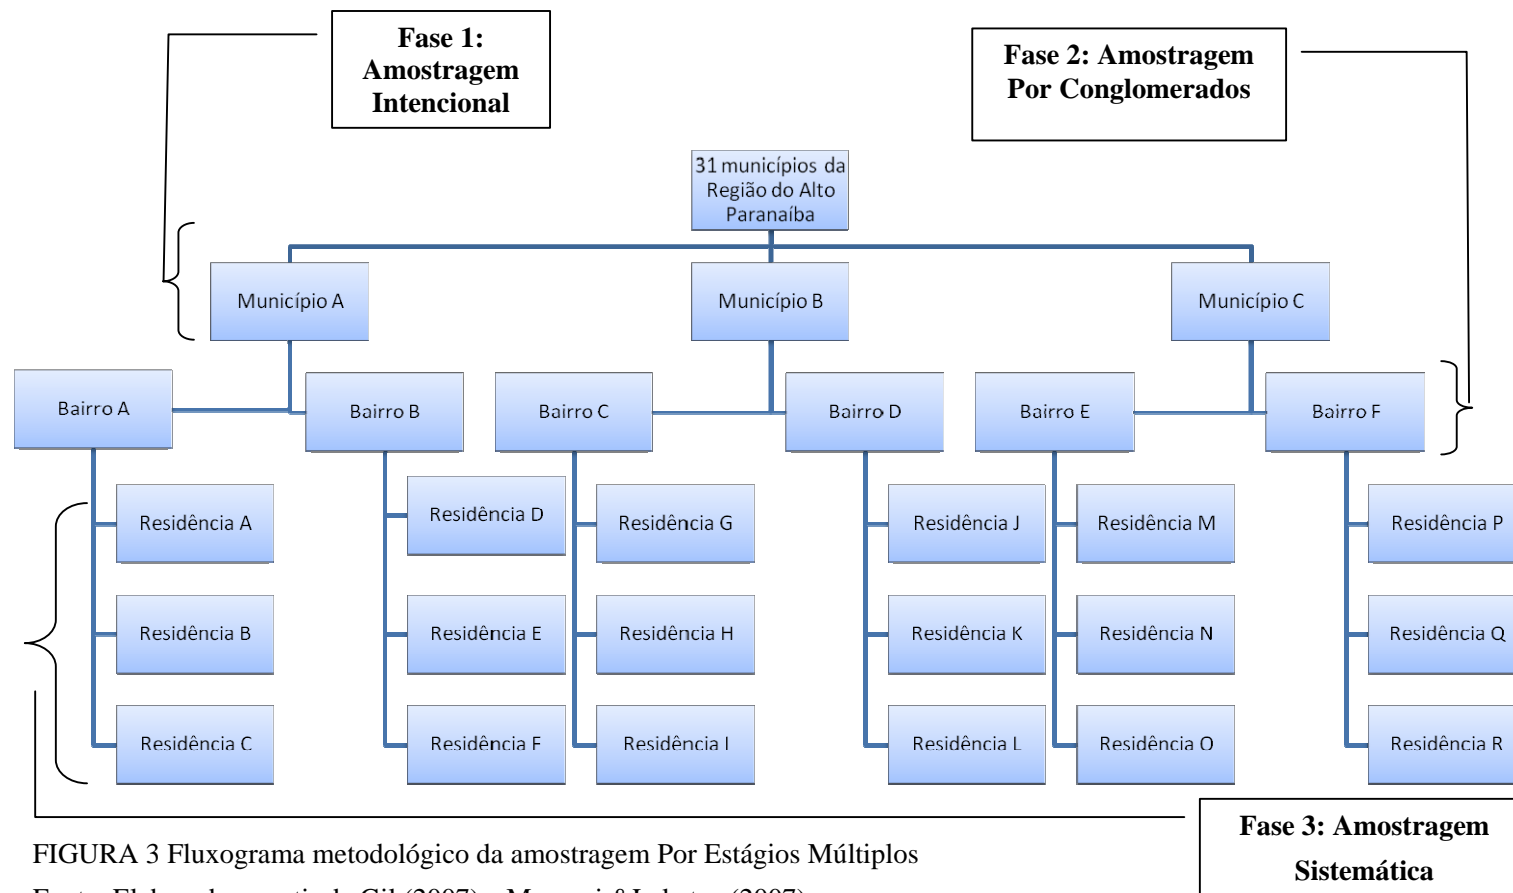 Fase 1:
Amostragem
Intencional
Fase 2: Amostragem
Por Conglomerados
31 municípios da
Região do Alto
Paranaíba
Município A
Município B
Município C
Bairro A
Bairro B
Bairro C
Bairro D
Bairro E
Bairro F
Residência A
Residência D
Residência G
Residência J
Residência M
Residência P
Residência B
Residência E
Residência H
Residência K
Residência N
Residência Q
Residência C
Residência F
Residência I
Residência L
Residência O
Residência R
Fase 3: Amostragem
Sistemática
FIGURA 3 Fluxograma metodológico da amostragem Por Estágios Múltiplos